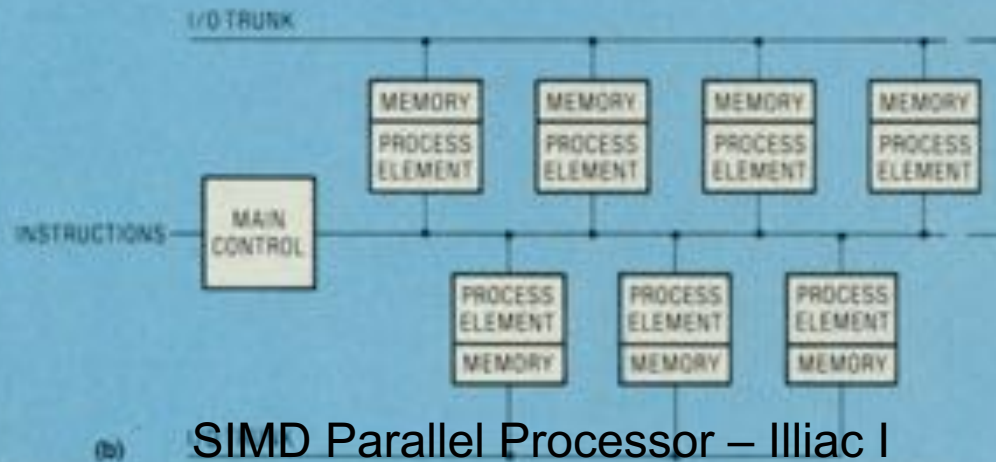 I/O TRUNK
MEMORY MEMORY MEMORY MEMORY
PROCESS PROCESS PROCESS PROCESS
ELEMENT ELEMENT ELEMENT ELEMENT
MAIN
INSTRUCTIONS CONTROL
PROCESS PROCESS PROCESS
ELEMENT ELEMENT ELEMENT
MEMORY MEMORY MEMORY
(b) SIMD Parallel Processor – Illiac I